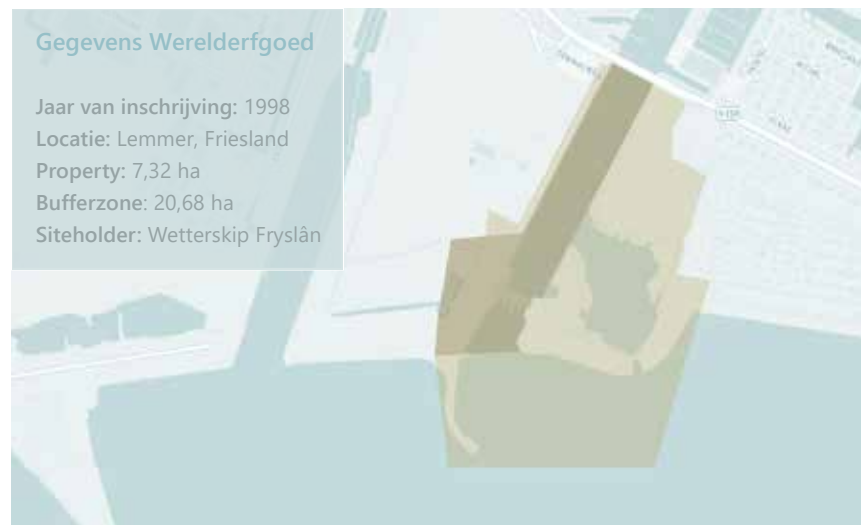 Gegevens Werelderfgoed
Jaar van inschrijving: 1998
Locatie: Lemmer, Friesland
Property: 7,32 ha
Bufferzone: 20,68 ha
Siteholder: Wetterskip Fryslân